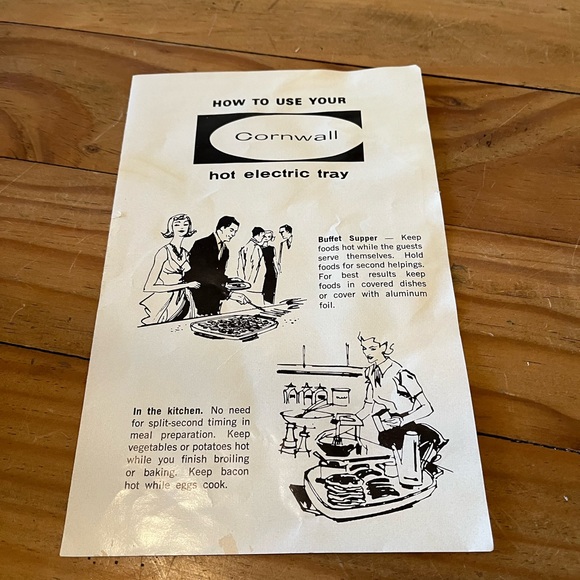 HOW TO USE YOUR
Cornwall
hot electric tray
Buffet Supper — Keep
foods hot while the guests
serve themselves. Hold
foods for second helpings.
For best results keep
foods in covered dishes
or cover with aluminum
foil.
In the kitchen. No need
for split-second timing in
meal preparation. Keep
vegetables or potatoes hot
while you finish broiling
or baking. Keep bacon
hot while eggs cook.